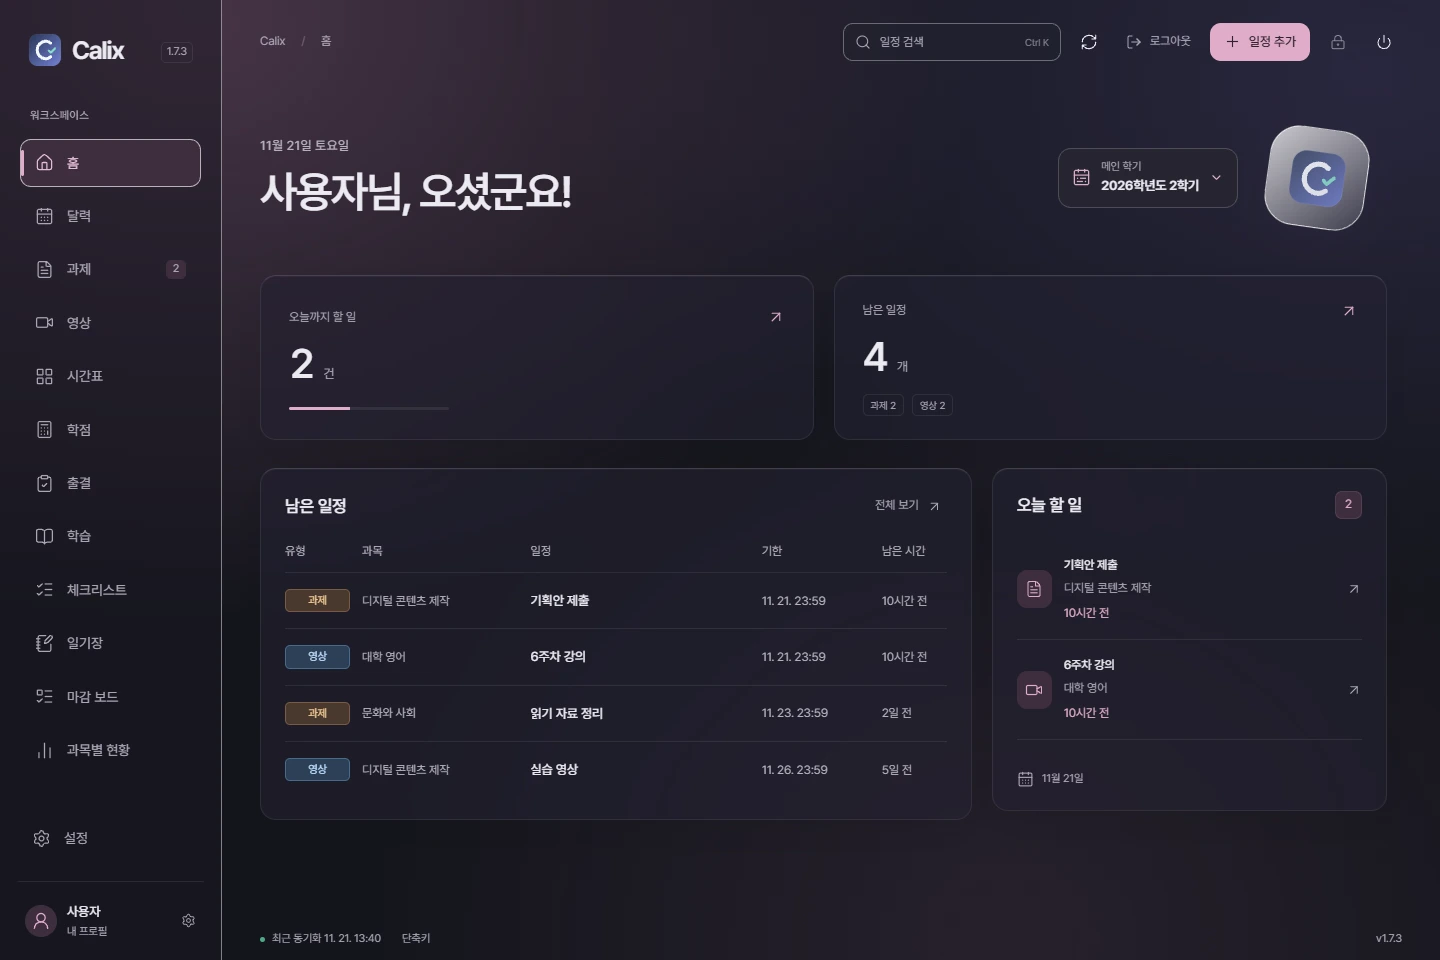 Calix
1.7.3
워크스페이스
홈
달력
과제
2
영상
시간표
학점
출결
학습
체크리스트
일기장
마감 보드
과목별 현황
설정
사용자
내 프로필
Calix / 홈
일정 검색
Ctrl K
로그아웃
일정 추가
11월 21일 토요일
사용자님, 오셨군요!
메인 학기
2026학년도 2학기
오늘까지 할 일
2 건
남은 일정
4 개
과제 2
영상 2
남은 일정
전체 보기
유형 과목 일정 기한 남은 시간
과제 디지털 콘텐츠 제작 기획안 제출 11. 21. 23:59 10시간 전
영상 대학 영어 6주차 강의 11. 21. 23:59 10시간 전
과제 문화와 사회 읽기 자료 정리 11. 23. 23:59 2일 전
영상 디지털 콘텐츠 제작 실습 영상 11. 26. 23:59 5일 전
오늘 할 일
2
기획안 제출
디지털 콘텐츠 제작
10시간 전
6주차 강의
대학 영어
10시간 전
11월 21일
최근 동기화 11. 21. 13:40
단축키
v1.7.3